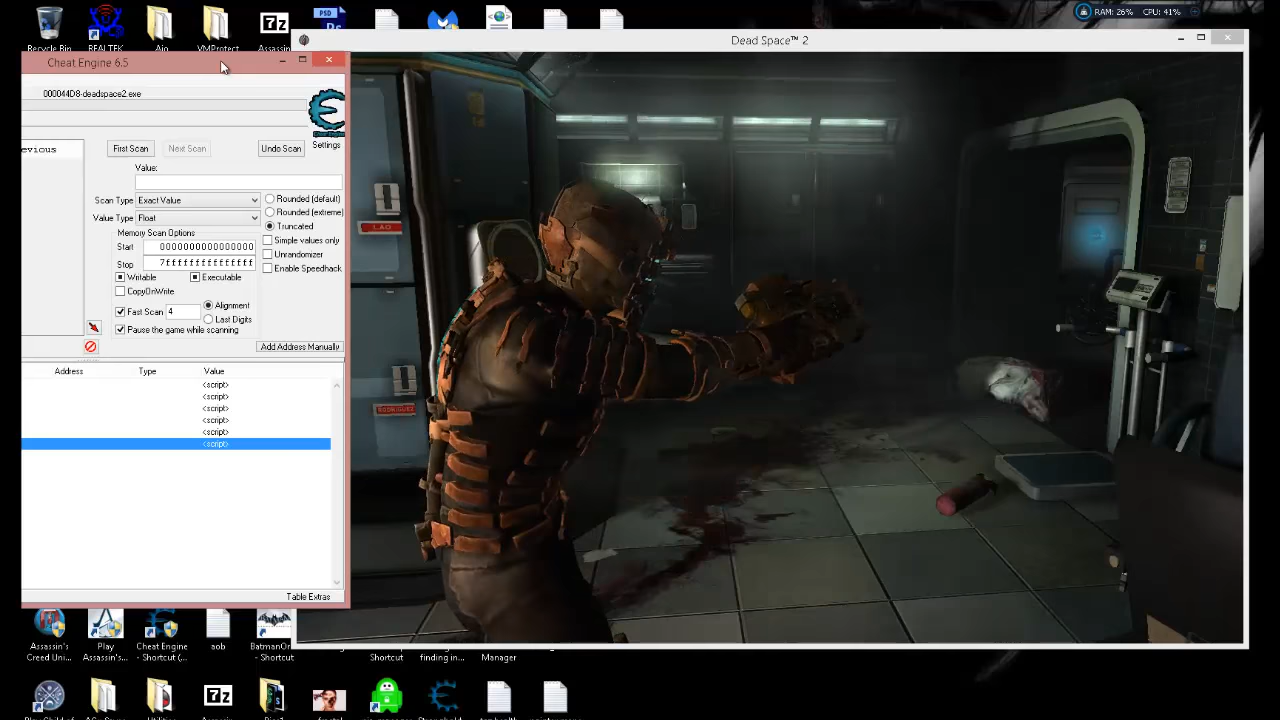 RAM: 26% CPU: 41%
Recycle Bin
REALTEK
Aio
VMProtect
Assassin
Dead Space™ 2
Cheat Engine 6.5
000044D8-deadspace2.exe
evious
First Scan
Next Scan
Undo Scan
Settings
Value:
Scan Type
Exact Value
Value Type
Float
Rounded (default)
Rounded (extreme)
Truncated
Memory Scan Options
Start
0000000000000000
Stop
7fffffffffffffff
Simple values only
Unrandomizer
Enable Speedhack
Writable
Executable
CopyOnWrite
Fast Scan
4
Alignment
Last Digits
Pause the game while scanning
Add Address Manually
Address
Type
Value
<script>
<script>
<script>
<script>
<script>
<script>
Table Extras
LAO
RODRIGUEZ
Assassin's
Creed Uni...
Play
Assassin's
Cheat Engine
- Shortcut (...
aob
BatmanOr
- Shortcut
Shortcut
finding in...
Manager
7z
7z
PSD